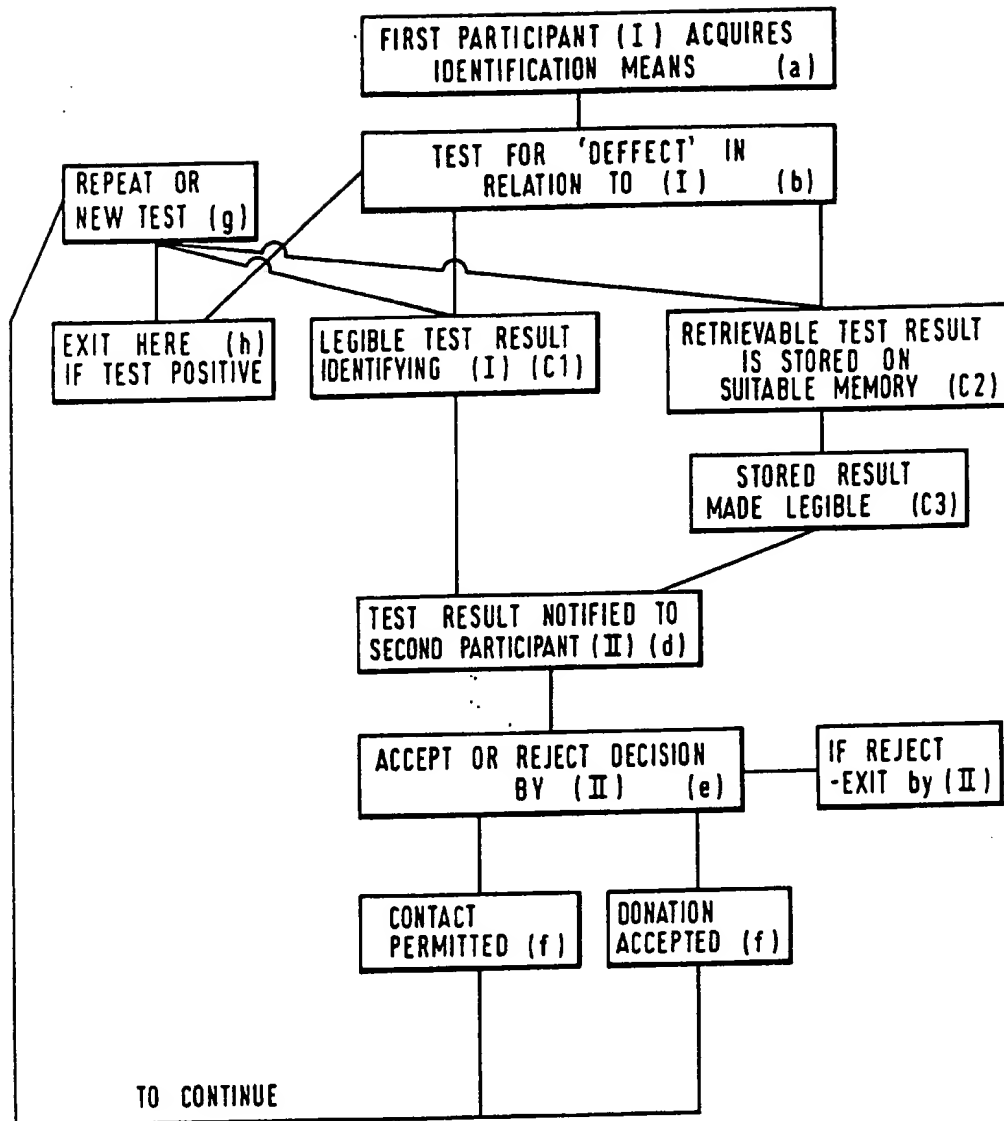 FIRST PARTICIPANT (I) ACQUIRES
IDENTIFICATION MEANS (a)
TEST FOR 'DEFFECT' IN
RELATION TO (I) (b)
REPEAT OR
NEW TEST (g)
EXIT HERE (h)
IF TEST POSITIVE
LEGIBLE TEST RESULT
IDENTIFYING (I) (C1)
RETRIEVABLE TEST RESULT
IS STORED ON
SUITABLE MEMORY (C2)
STORED RESULT
MADE LEGIBLE (C3)
TEST RESULT NOTIFIED TO
SECOND PARTICIPANT (II) (d)
ACCEPT OR REJECT DECISION
BY (II) (e)
IF REJECT
-EXIT by (II)
CONTACT
PERMITTED (f)
DONATION
ACCEPTED (f)
TO CONTINUE